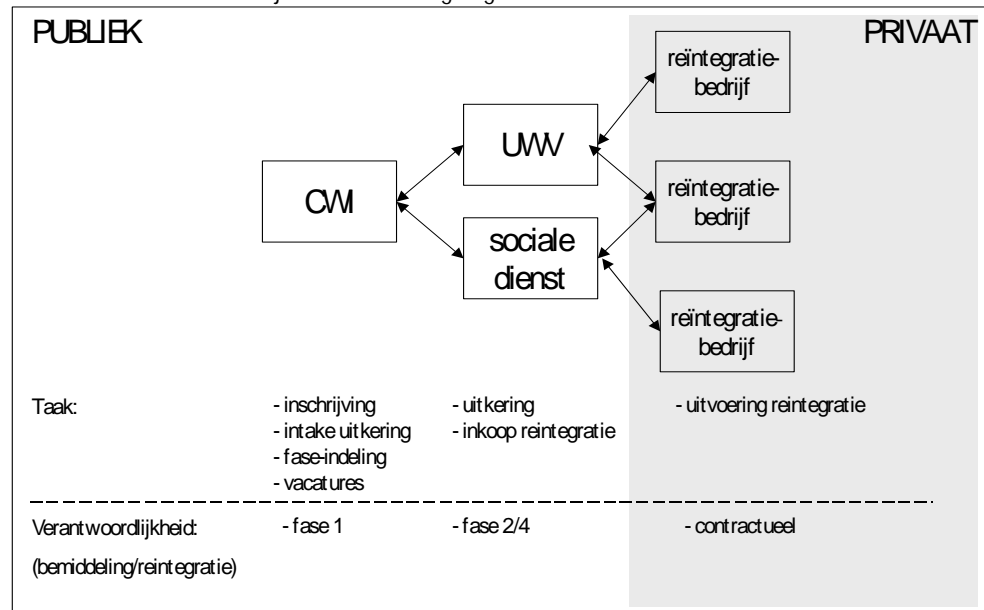 PUBLIEK
PRIVAAT
reïntegratie-
bedrijf
UWV
CWI
reïntegratie-
bedrijf
sociale
dienst
reïntegratie-
bedrijf
Taak:
- inschrijving
- intake uitkering
- fase-indeling
- vacatures
- uitkering
- inkoop reintegratie
- uitvoering reintegratie
Verantwoordelijkheid:
(bemiddeling/reintegratie)
- fase 1
- fase 2/4
- contractueel